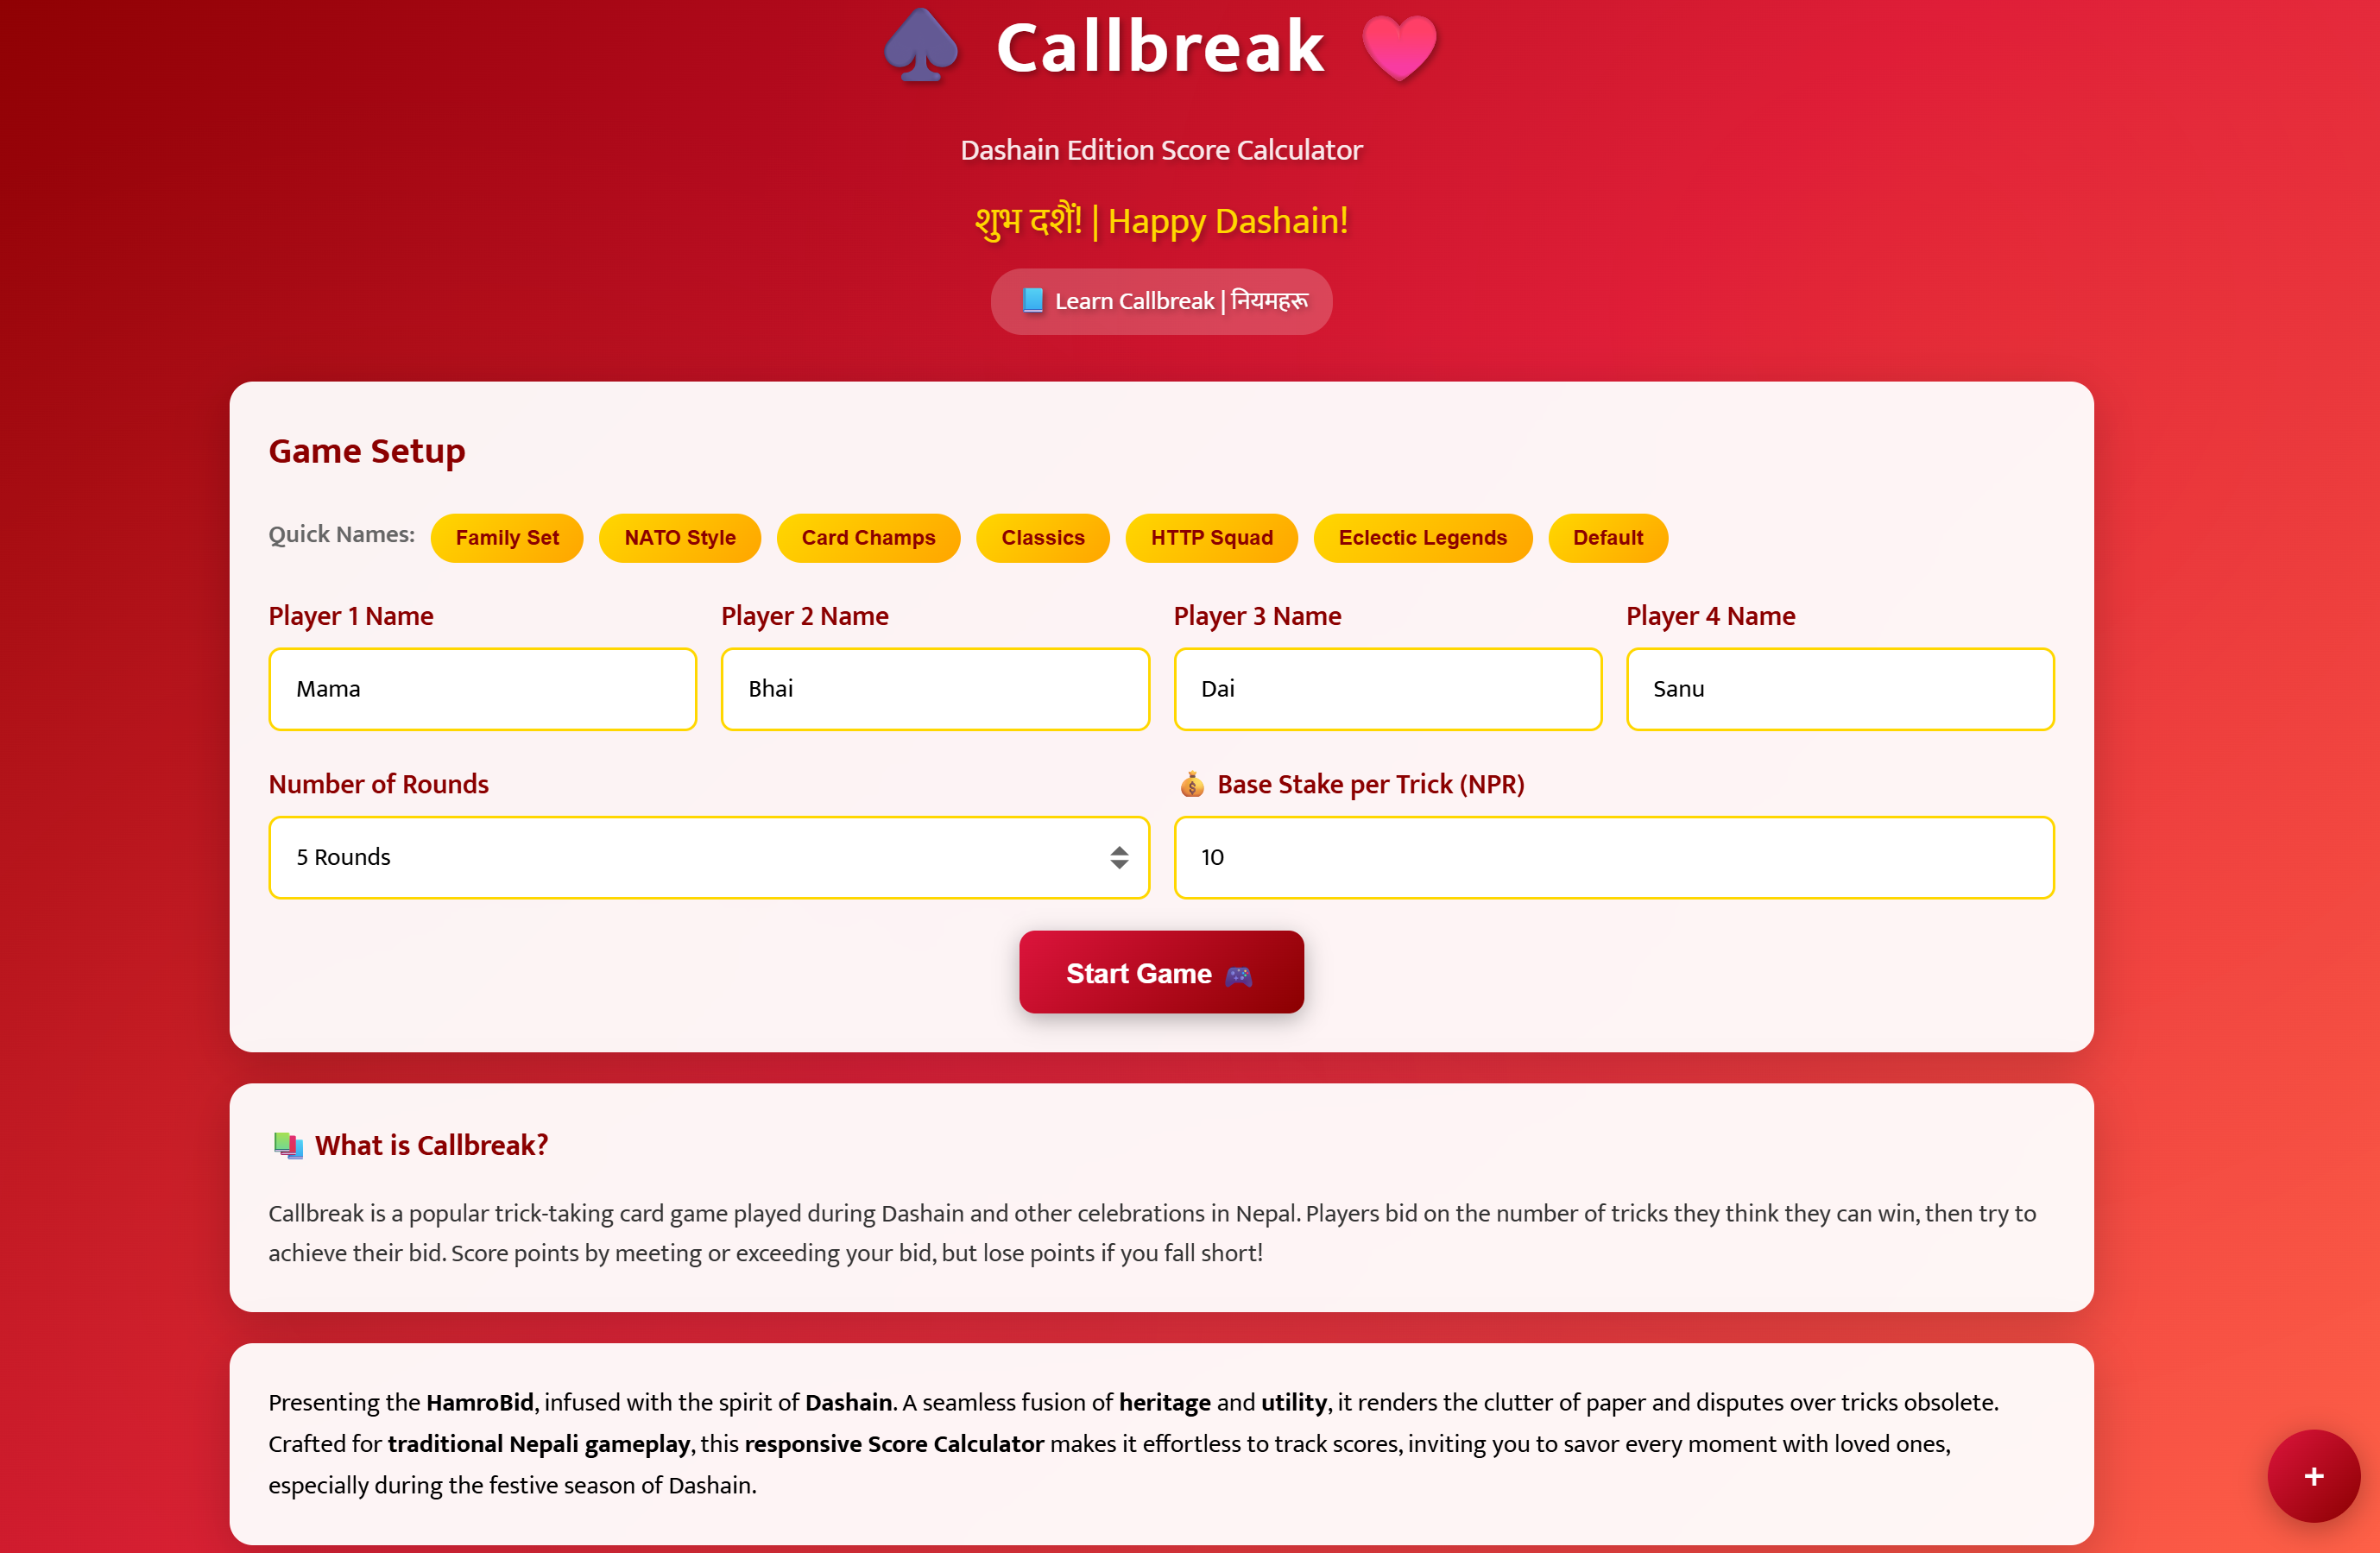 Callbreak
Dashain Edition Score Calculator
शुभ दशैं! | Happy Dashain!
Learn Callbreak | नियमहरू
Game Setup
Quick Names: Family Set NATO Style Card Champs Classics HTTP Squad Eclectic Legends Default
Player 1 Name Player 2 Name Player 3 Name Player 4 Name
Mama Bhai Dai Sanu
Number of Rounds Base Stake per Trick (NPR)
5 Rounds 10
Start Game
What is Callbreak?
Callbreak is a popular trick-taking card game played during Dashain and other celebrations in Nepal. Players bid on the number of tricks they think they can win, then try to
achieve their bid. Score points by meeting or exceeding your bid, but lose points if you fall short!
Presenting the HamroBid, infused with the spirit of Dashain. A seamless fusion of heritage and utility, it renders the clutter of paper and disputes over tricks obsolete.
Crafted for traditional Nepali gameplay, this responsive Score Calculator makes it effortless to track scores, inviting you to savor every moment with loved ones,
especially during the festive season of Dashain.
+